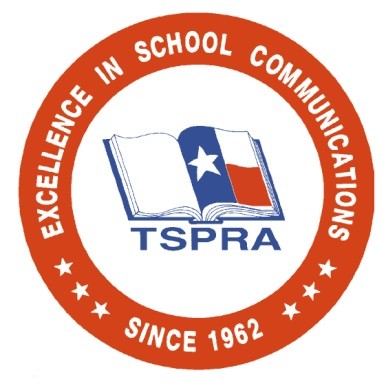 EXCELLENCE IN SCHOOL COMMUNICATIONS
TSPRA
SINCE 1962